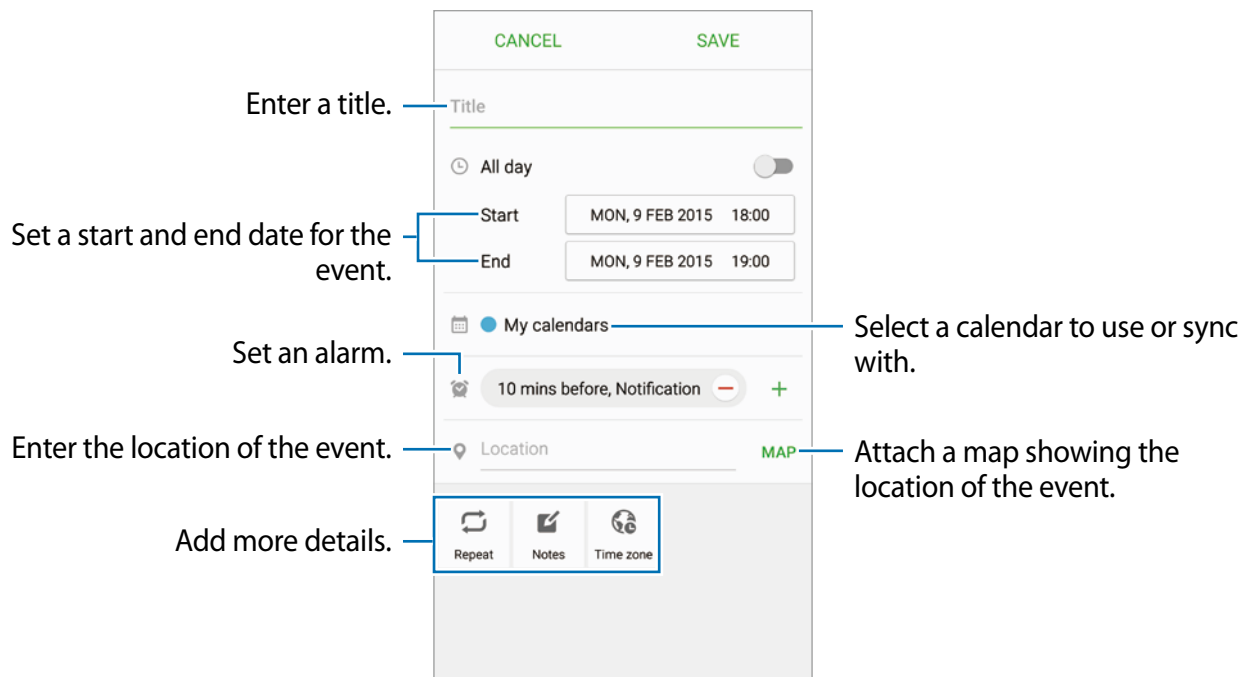 CANCEL SAVE
Enter a title.
Title
All day
Start MON, 9 FEB 2015 18:00
Set a start and end date for the
event.
End MON, 9 FEB 2015 19:00
My calendars
Select a calendar to use or sync
with.
Set an alarm.
10 mins before, Notification
Enter the location of the event.
Location
MAP
Attach a map showing the
location of the event.
Add more details.
Repeat Notes Time zone